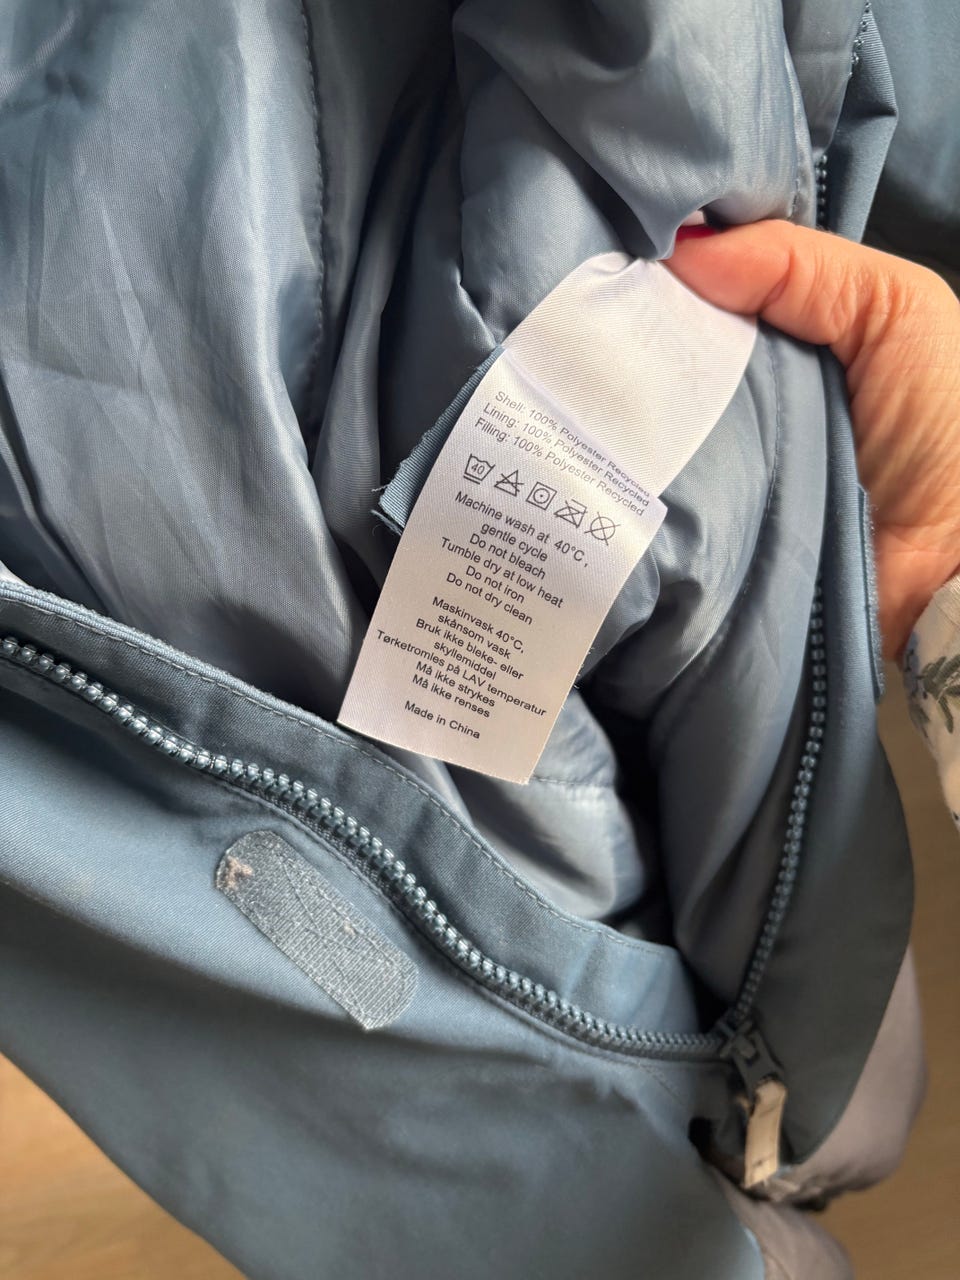 Shell: 100% Polyester Recycled
Lining: 100% Polyester Recycled
Filling: 100% Polyester Recycled
40
Machine wash at 40°C,
gentle cycle
Do not bleach
Tumble dry at low heat
Do not iron
Do not dry clean
Maskinvask 40°C,
skånsom vask
Bruk ikke bleke- eller
skyllemiddel
Tørketromles på LAV temperatur
Må ikke strykes
Må ikke renses
Made in China